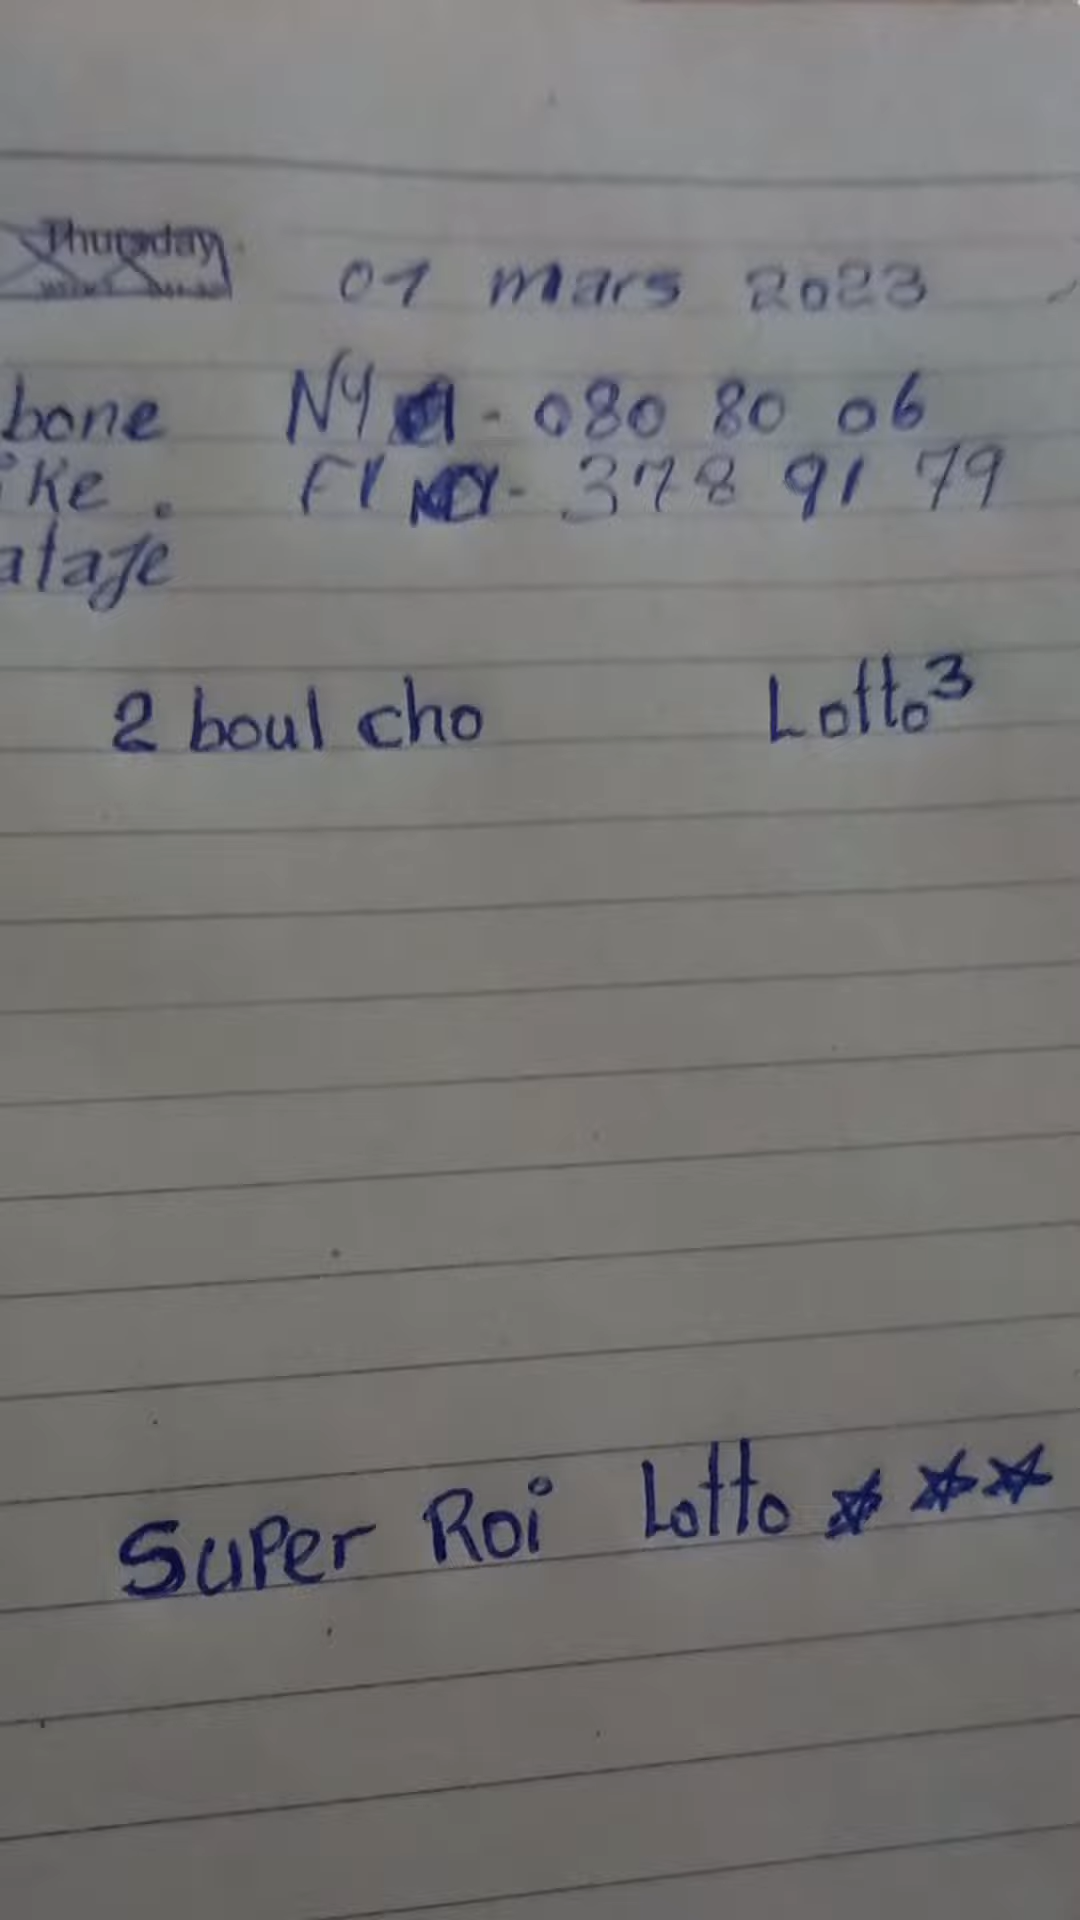 Thursday
01 mars 2023
bone NY - 080 80 06
ike. Fl - 378 91 79
ataje
2 boul cho Lotto3
Super Roi Lotto